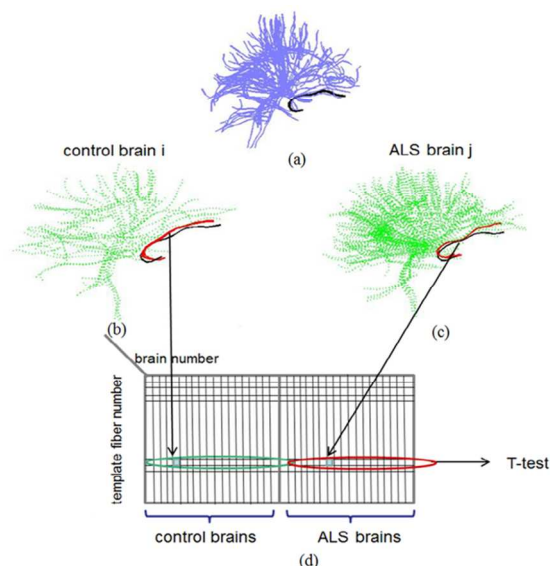 (a)
control brain i
ALS brain j
(b)
(c)
brain number
template fiber number
T-test
control brains
ALS brains
(d)